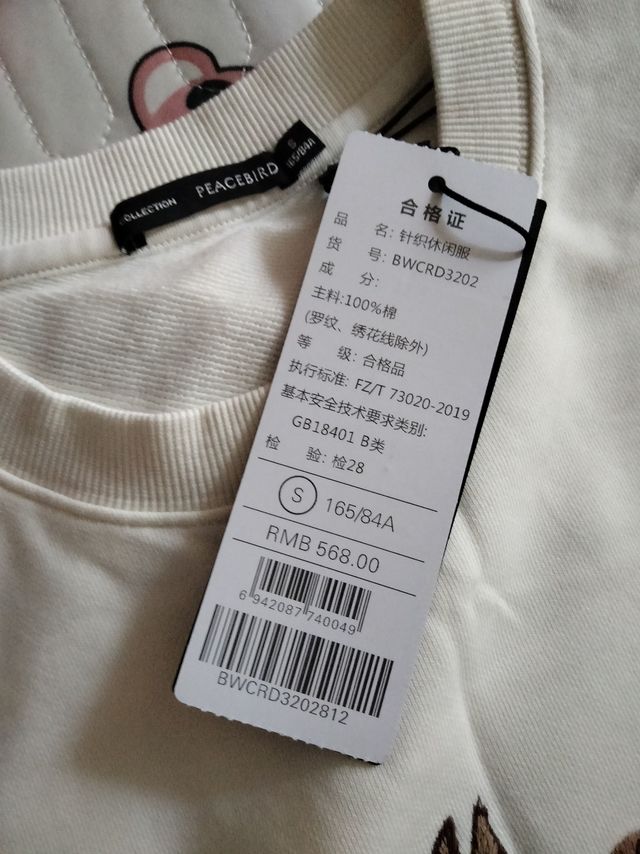 COLLECTION PEACEBIRD
S
165/84A
合格证
品 名: 针织休闲服
货 号: BWCRD3202
成 分:
主料:100%棉
(罗纹、绣花线除外)
等 级: 合格品
执行标准: FZ/T 73020-2019
基本安全技术要求类别:
GB18401 B类
检 验: 检28
S 165/84A
RMB 568.00
6 942087 740049
BWCRD3202812